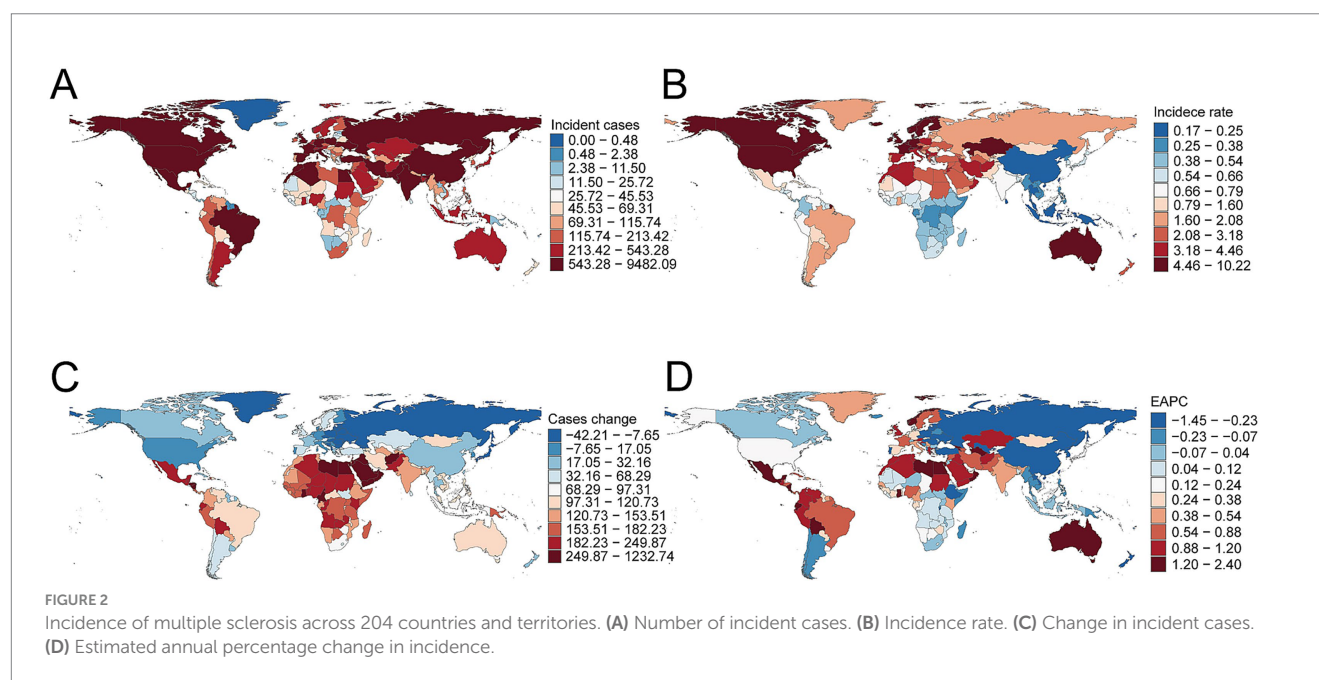 A
Incident cases
0.00 − 0.48
0.48 − 2.38
2.38 − 11.50
11.50 − 25.72
25.72 − 45.53
45.53 − 69.31
69.31 − 115.74
115.74 − 213.42
213.42 − 543.28
543.28 − 9482.09
B
Incidece rate
0.17 − 0.25
0.25 − 0.38
0.38 − 0.54
0.54 − 0.66
0.66 − 0.79
0.79 − 1.60
1.60 − 2.08
2.08 − 3.18
3.18 − 4.46
4.46 − 10.22
C
Cases change
−42.21 − −7.65
−7.65 − 17.05
17.05 − 32.16
32.16 − 68.29
68.29 − 97.31
97.31 − 120.73
120.73 − 153.51
153.51 − 182.23
182.23 − 249.87
249.87 − 1232.74
D
EAPC
−1.45 − −0.23
−0.23 − −0.07
−0.07 − 0.04
0.04 − 0.12
0.12 − 0.24
0.24 − 0.38
0.38 − 0.54
0.54 − 0.88
0.88 − 1.20
1.20 − 2.40
FIGURE 2
Incidence of multiple sclerosis across 204 countries and territories. (A) Number of incident cases. (B) Incidence rate. (C) Change in incident cases.
(D) Estimated annual percentage change in incidence.